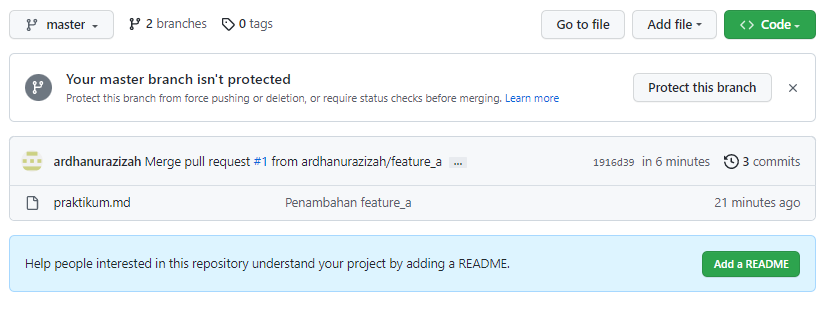 master 2 branches 0 tags Go to file Add file Code
Your master branch isn't protected
Protect this branch from force pushing or deletion, or require status checks before merging. Learn more
Protect this branch
ardhanurazizah Merge pull request #1 from ardhanurazizah/feature_a ... 1916d39 in 6 minutes 3 commits
praktikum.md Penambahan feature_a 21 minutes ago
Help people interested in this repository understand your project by adding a README. Add a README